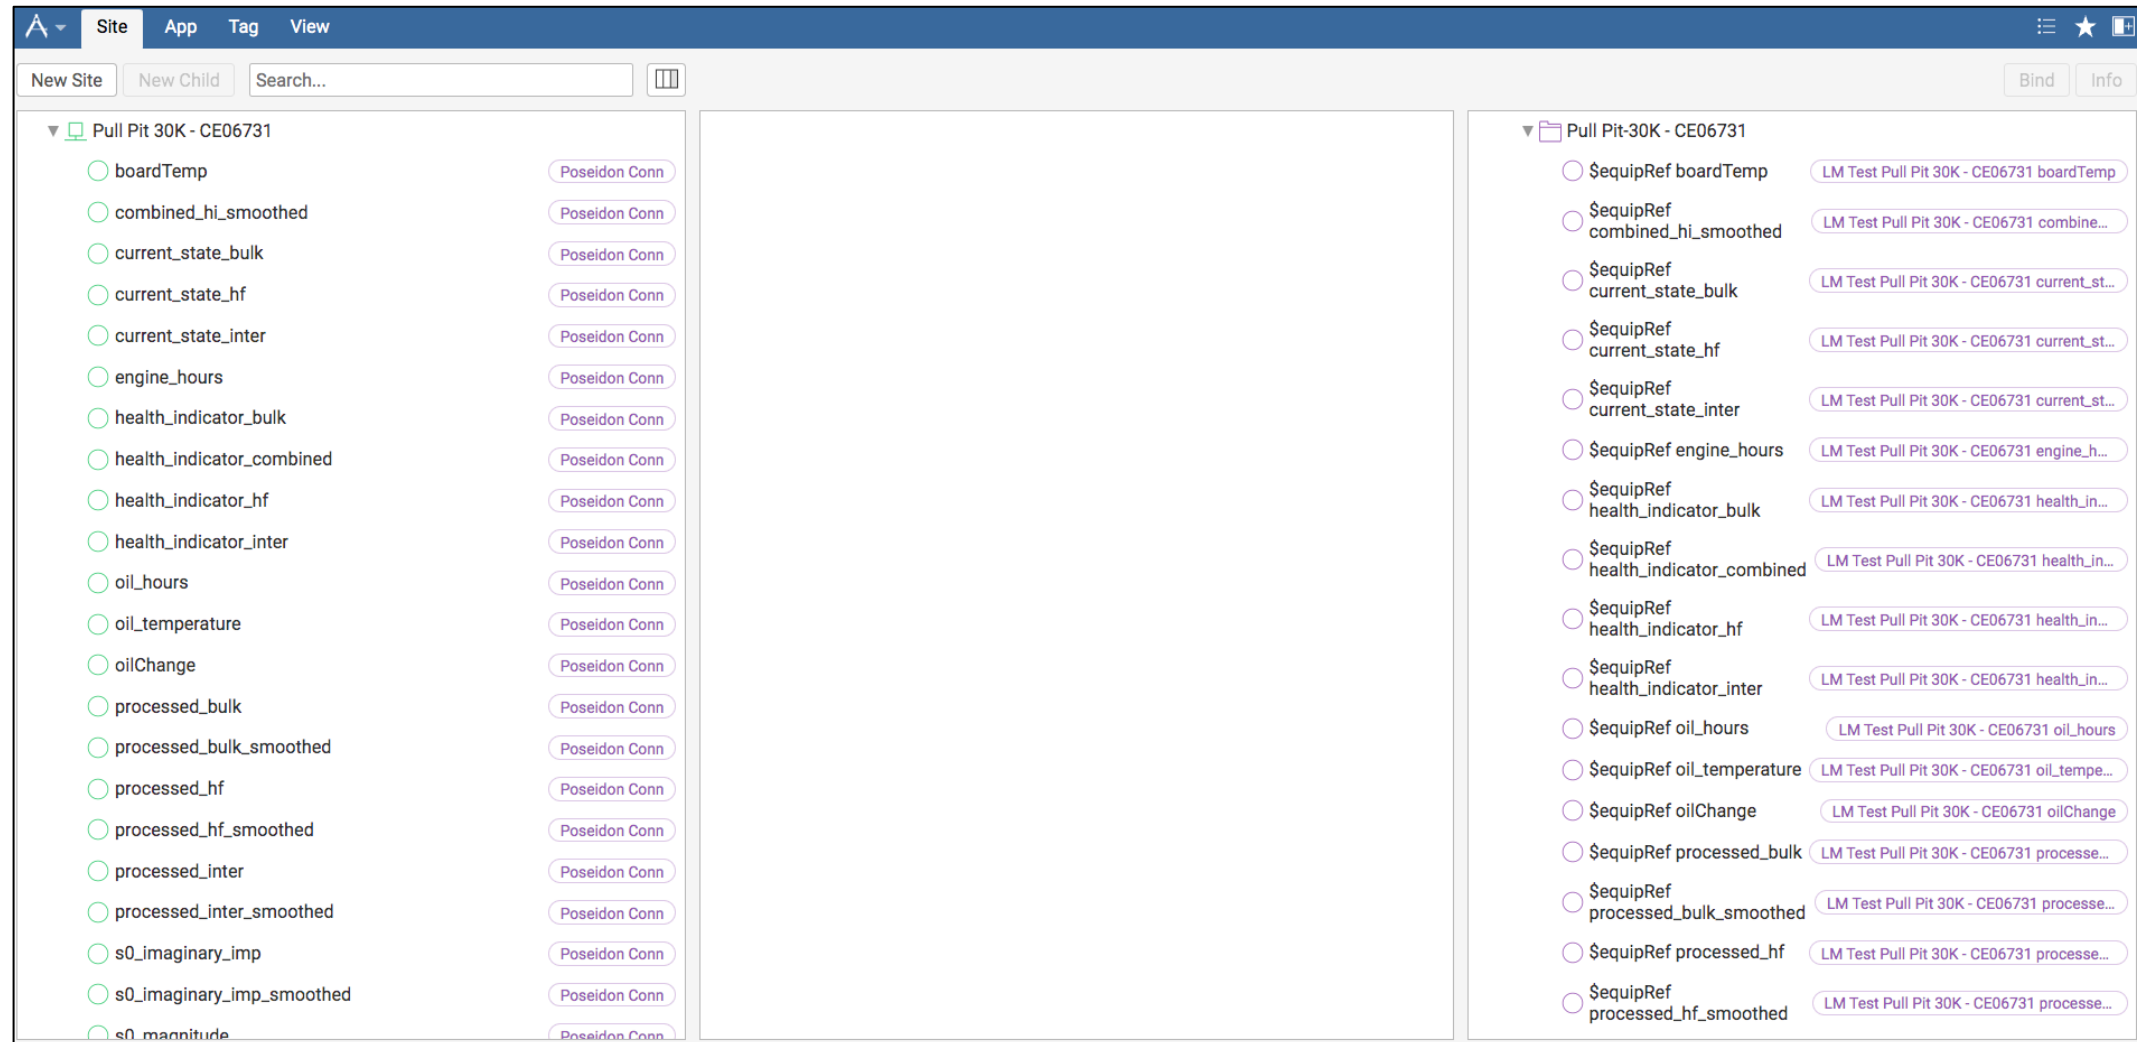 Site App Tag View
New Site New Child Search... Bind Info
Pull Pit 30K - CE06731
boardTemp Poseidon Conn
combined_hi_smoothed Poseidon Conn
current_state_bulk Poseidon Conn
current_state_hf Poseidon Conn
current_state_inter Poseidon Conn
engine_hours Poseidon Conn
health_indicator_bulk Poseidon Conn
health_indicator_combined Poseidon Conn
health_indicator_hf Poseidon Conn
health_indicator_inter Poseidon Conn
oil_hours Poseidon Conn
oil_temperature Poseidon Conn
oilChange Poseidon Conn
processed_bulk Poseidon Conn
processed_bulk_smoothed Poseidon Conn
processed_hf Poseidon Conn
processed_hf_smoothed Poseidon Conn
processed_inter Poseidon Conn
processed_inter_smoothed Poseidon Conn
s0_imaginary_imp Poseidon Conn
s0_imaginary_imp_smoothed Poseidon Conn
s0_magnitude Poseidon Conn
Pull Pit-30K - CE06731
$equipRef boardTemp LM Test Pull Pit 30K - CE06731 boardTemp
$equipRef
combined_hi_smoothed LM Test Pull Pit 30K - CE06731 combine...
$equipRef
current_state_bulk LM Test Pull Pit 30K - CE06731 current_st...
$equipRef
current_state_hf LM Test Pull Pit 30K - CE06731 current_st...
$equipRef
current_state_inter LM Test Pull Pit 30K - CE06731 current_st...
$equipRef engine_hours LM Test Pull Pit 30K - CE06731 engine_h...
$equipRef
health_indicator_bulk LM Test Pull Pit 30K - CE06731 health_in...
$equipRef
health_indicator_combined LM Test Pull Pit 30K - CE06731 health_in...
$equipRef
health_indicator_hf LM Test Pull Pit 30K - CE06731 health_in...
$equipRef
health_indicator_inter LM Test Pull Pit 30K - CE06731 health_in...
$equipRef oil_hours LM Test Pull Pit 30K - CE06731 oil_hours
$equipRef oil_temperature LM Test Pull Pit 30K - CE06731 oil_tempe...
$equipRef oilChange LM Test Pull Pit 30K - CE06731 oilChange
$equipRef processed_bulk LM Test Pull Pit 30K - CE06731 processe...
$equipRef
processed_bulk_smoothed LM Test Pull Pit 30K - CE06731 processe...
$equipRef processed_hf LM Test Pull Pit 30K - CE06731 processe...
$equipRef
processed_hf_smoothed LM Test Pull Pit 30K - CE06731 processe...